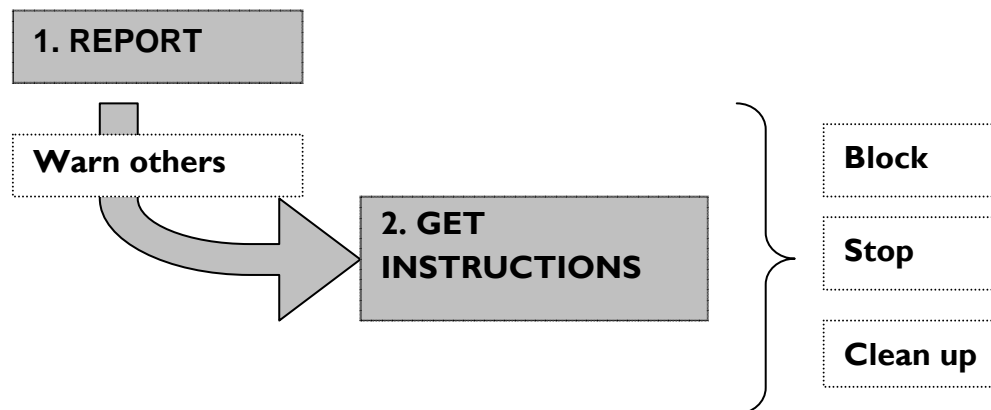 1. REPORT
Warn others
2. GET
INSTRUCTIONS
Block
Stop
Clean up